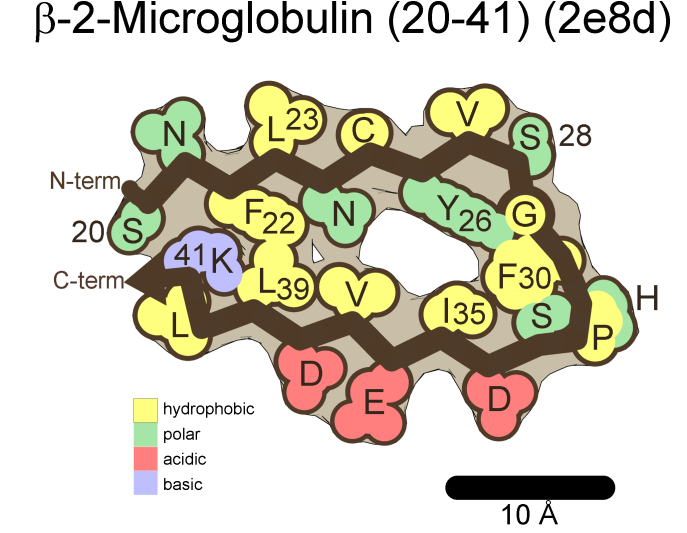 β-2-Microglobulin (20-41) (2e8d)
N L23 C V S 28
N-term
20 S F22 N Y26 G
41 K
C-term
L39 V F30
L I35 S P H
D E D
hydrophobic
polar
acidic
basic
10 Å